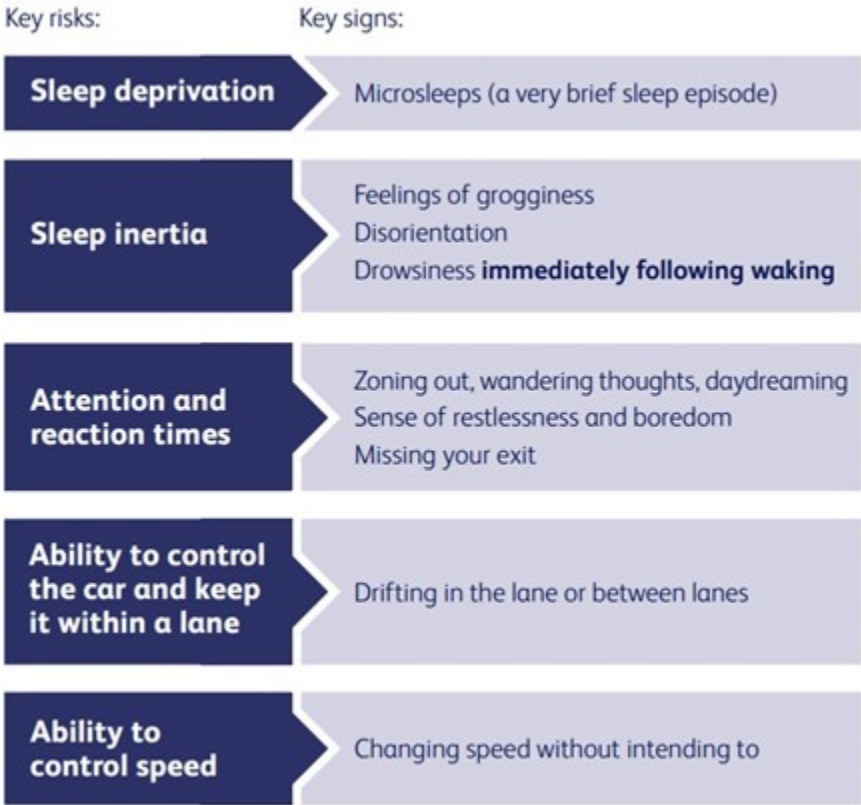 Key risks:
Key signs:
Sleep deprivation
Microsleeps (a very brief sleep episode)
Sleep inertia
Feelings of grogginess
Disorientation
Drowsiness immediately following waking
Attention and
reaction times
Zoning out, wandering thoughts, daydreaming
Sense of restlessness and boredom
Missing your exit
Ability to control
the car and keep
it within a lane
Drifting in the lane or between lanes
Ability to
control speed
Changing speed without intending to